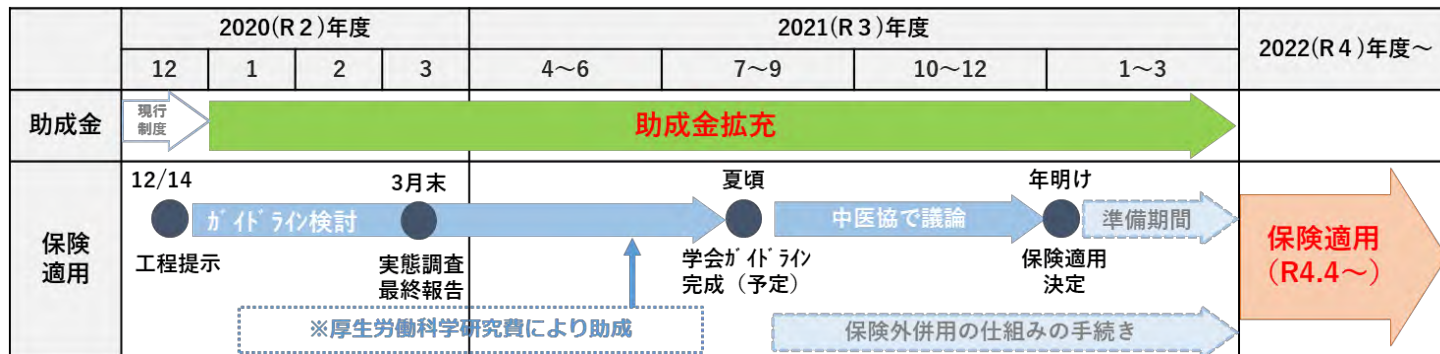 2020(R２)年度
2021(R３)年度
2022(R４)年度～
12
1
2
3
4～6
7～9
10～12
1～3
助成金
現行
制度
助成金拡充
保険
適用
12/14
3月末
夏頃
年明け
ｶﾞｲﾄﾞﾗｲﾝ検討
中医協で議論
準備期間
工程提示
実態調査
最終報告
学会ｶﾞｲﾄﾞﾗｲﾝ
完成（予定）
保険適用
決定
保険適用
（R4.4～）
※厚生労働科学研究費により助成
保険外併用の仕組みの手続き